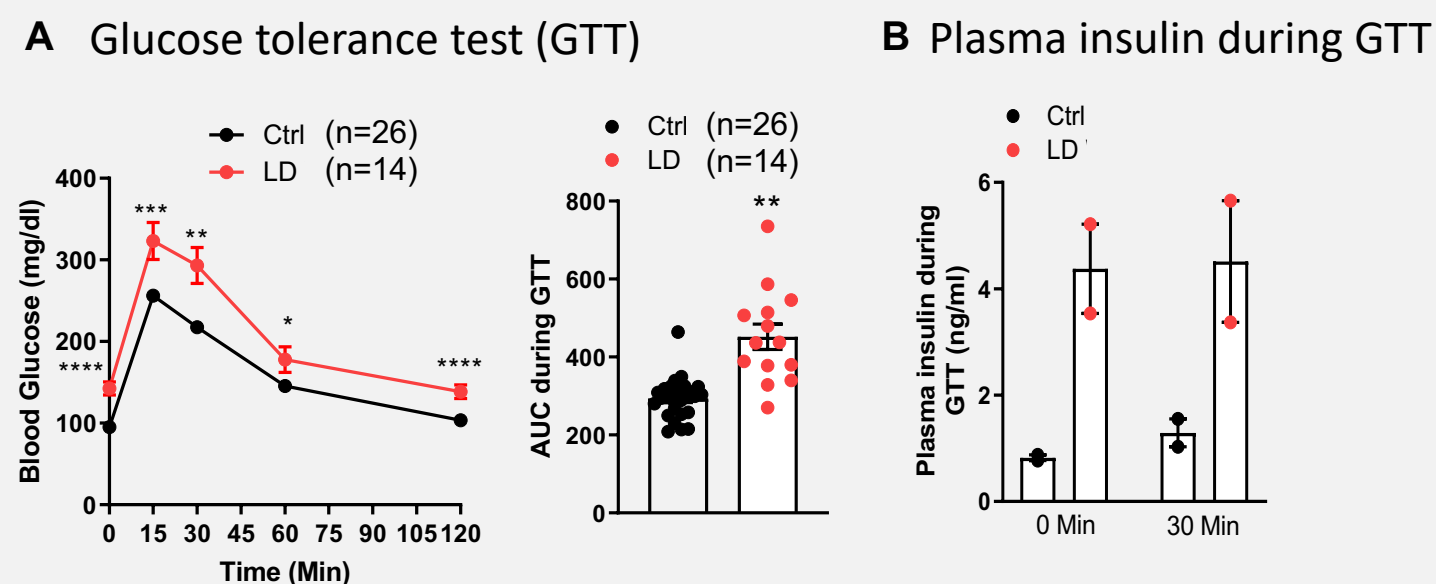 A Glucose tolerance test (GTT)
Ctrl (n=26)
LD (n=14)
400
300
200
100
0
Blood Glucose (mg/dl)
****
***
**
*
****
0 15 30 45 60 75 90 105 120
Time (Min)
Ctrl (n=26)
LD (n=14)
800
600
400
200
0
AUC during GTT
**
B Plasma insulin during GTT
Ctrl
LD
6
4
2
0
Plasma insulin during
GTT (ng/ml)
0 Min 30 Min